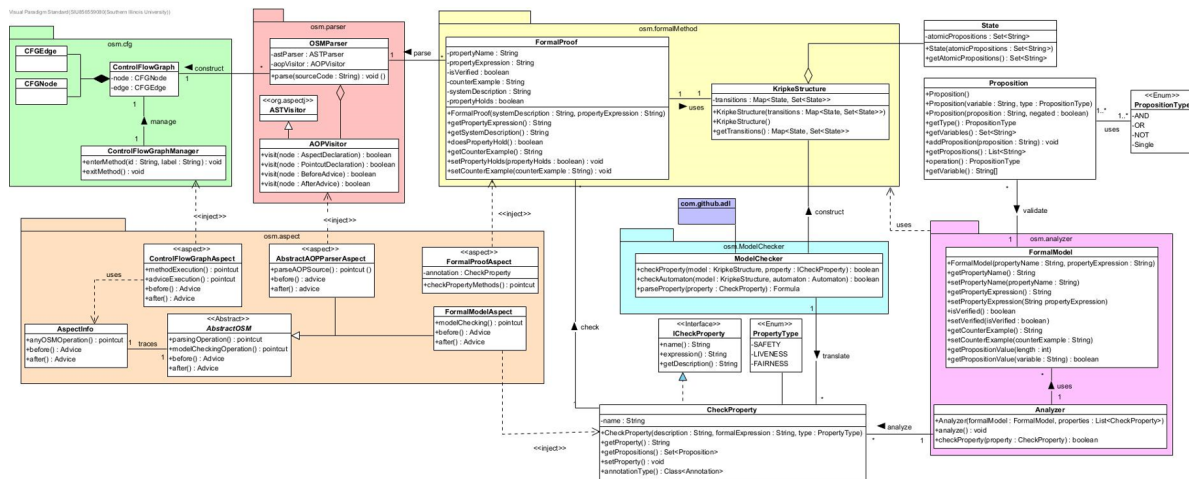 Visual Paradigm Standard(SIU853599680(Southern Illinois University))
osm.cfg
CFGEdge
CFGNode
ControlFlowGraph
-node : CFGNode
-edge : CFGEdge
1
1
manage
1
ControlFlowGraphManager
+enterMethod(id : String, label : String) : void
+exitMethod() : void
construct
*
osm.parser
OSMParser
-astParser : ASTParser
-aopVisitor : AOPVisitor
+parse(sourceCode : String) : void ()
<<org.aspectj>>
ASTVisitor
AOPVisitor
+visit(node : AspectDeclaration) : boolean
+visit(node : PointcutDeclaration) : boolean
+visit(node : BeforeAdvice) : boolean
+visit(node : AfterAdvice) : boolean
parse
1
*
osm.formalMethod
FormalProof
-propertyName : String
-propertyExpression : String
-isVerified : boolean
-counterExample : String
-systemDescription : String
-propertyHolds : boolean
+FormalProof(systemDescription : String, propertyExpression : String)
+getPropertyExpression() : String
+getSystemDescription() : String
+doesPropertyHold() : boolean
+getCounterExample() : String
+setPropertyHolds(propertyHolds : boolean) : void
+setCounterExample(counterExample : String) : void
1
1
uses
KripkeStructure
-transitions : Map<State, Set<State>>
+KripkeStructure(transitions : Map<State, Set<State>>)
+KripkeStructure()
+getTransitions() : Map<State, Set<State>>
State
-atomicPropositions : Set<String>
+State(atomicPropositions : Set<String>)
+getAtomicPropositions() : Set<String>
Proposition
+Proposition()
+Proposition(variable : String, type : PropositionType)
+Proposition(proposition : String, negated : boolean)
+getType() : PropositionType
+getVariables() : Set<String>
+addProposition(proposition : String) : void
+getPropositions() : List<String>
+operation() : PropositionType
+getVariable() : String[]
1..*
1..*
uses
<<Enum>>
PropositionType
-AND
-OR
-NOT
-Single
*
validate
1
<<inject>>
<<inject>>
<<inject>>
osm.aspect
<<aspect>>
ControlFlowGraphAspect
+methodExecution() : pointcut
+adviceExecution() : pointcut
+before() : Advice
+after() : Advice
<<aspect>>
AbstractAOPParserAspect
+parseAOPSource() : pointcut ()
+before() : advice
+after() : advice
<<aspect>>
FormalProofAspect
-annotation : CheckProperty
+checkPropertyMethods() : pointcut
uses
AspectInfo
+anyOSMOperation() : pointcut
+before() : Advice
+after() : Advice
1
traces
1
<<Abstract>>
AbstractOSM
+parsingOperation() : pointcut
+modelCheckingOperation() : pointcut
+before() : Advice
+after() : Advice
FormalModelAspect
+modelChecking() : pointcut
+before() : Advice
+after() : Advice
<<inject>>
*
check
*
com.github.adl
construct
uses
osm.ModelChecker
ModelChecker
+checkProperty(model : KripkeStructure, property : ICheckProperty) : boolean
+checkAutomaton(model : KripkeStructure, automaton : Automaton) : boolean
+parseProperty(property : CheckProperty) : Formula
1
translate
*
<<Interface>>
ICheckProperty
+name() : String
+expression() : String
+getDescription() : String
<<Enum>>
PropertyType
-SAFETY
-LIVENESS
-FAIRNESS
CheckProperty
-name : String
+CheckProperty(description : String, formalExpression : String, type : PropertyType)
+getProperty() : String
+getPropositions() : Set<Proposition>
+setProperty() : void
+annotationType() : Class<Annotation>
analyze
*
1
osm.analyzer
FormalModel
+FormalModel(propertyName : String, propertyExpression : String)
+getPropertyName() : String
+setPropertyName(propertyName : String)
+getPropertyExpression() : String
+setPropertyExpression(String propertyExpression)
+isVerified() : boolean
+setVerified(isVerified : boolean)
+getCounterExample() : String
+setCounterExample(counterExample : String)
+getPropositionValue(length : int)
+getPropositionValue(variable : String) : boolean
*
uses
1
Analyzer
+Analyzer(formalModel : FormalModel, properties : List<CheckProperty>)
+analyze() : void
+checkProperty(property : CheckProperty) : boolean